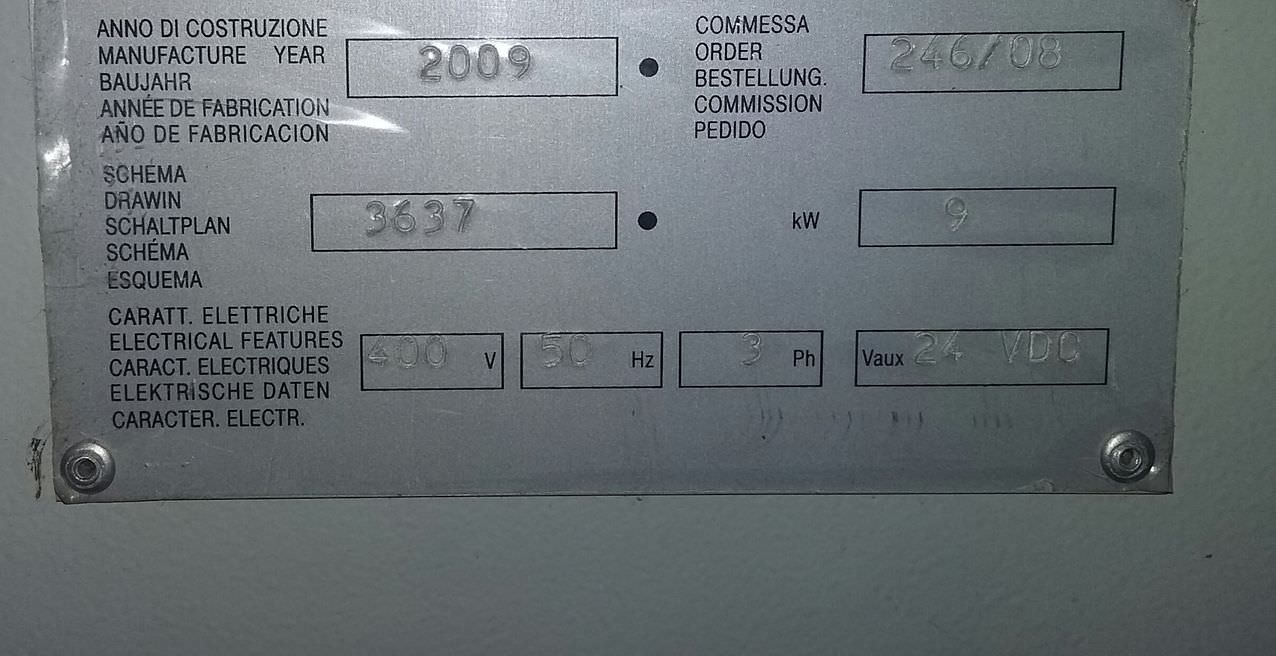 ANNO DI COSTRUZIONE
MANUFACTURE YEAR
BAUJAHR
ANNÉE DE FABRICATION
AÑO DE FABRICACION
2009
COMMESSA
ORDER
BESTELLUNG.
COMMISSION
PEDIDO
246/08
SCHEMA
DRAWIN
SCHALTPLAN
SCHÉMA
ESQUEMA
3637
kW 9
CARATT. ELETTRICHE
ELECTRICAL FEATURES
CARACT. ELECTRIQUES
ELEKTRISCHE DATEN
CARACTER. ELECTR.
400 V 50 Hz 3 Ph Vaux 24 VDC